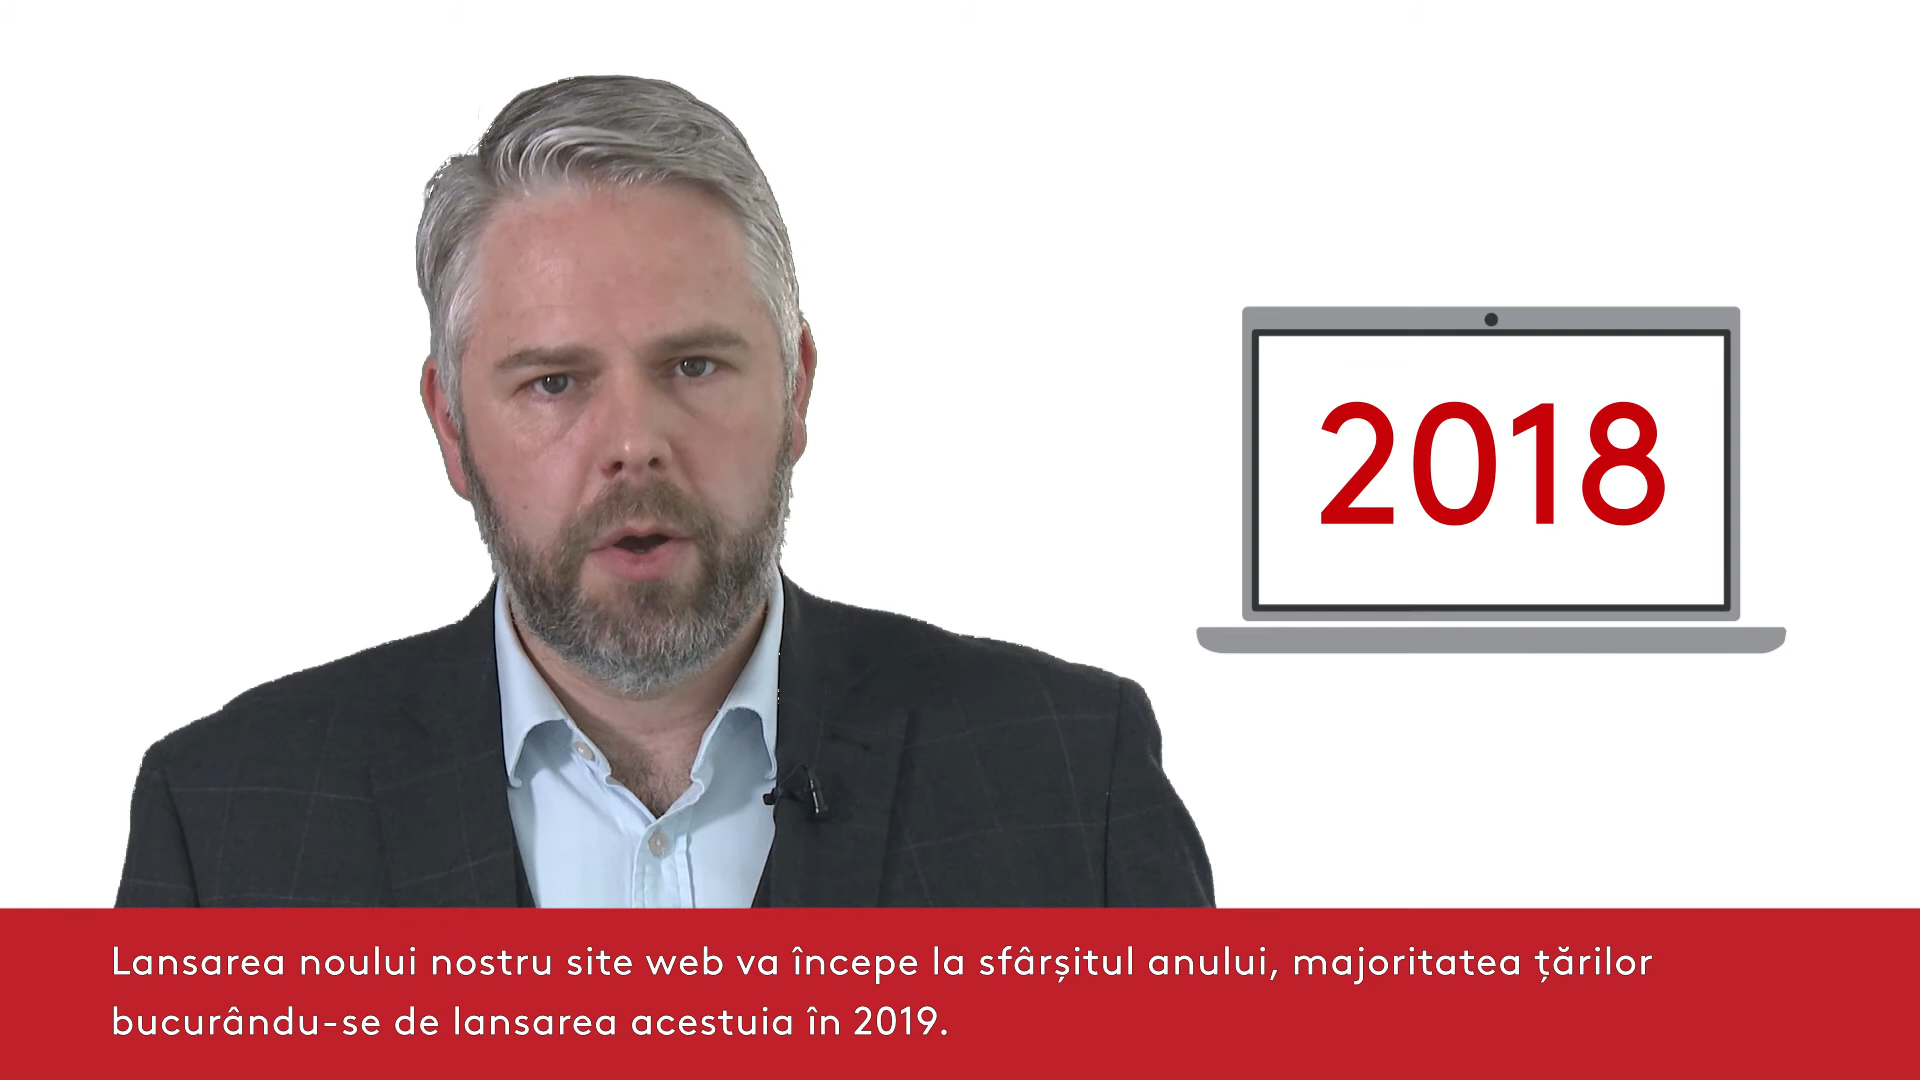 2018
Lansarea noului nostru site web va începe la sfârșitul anului, majoritatea țărilor
bucurându-se de lansarea acestuia în 2019.